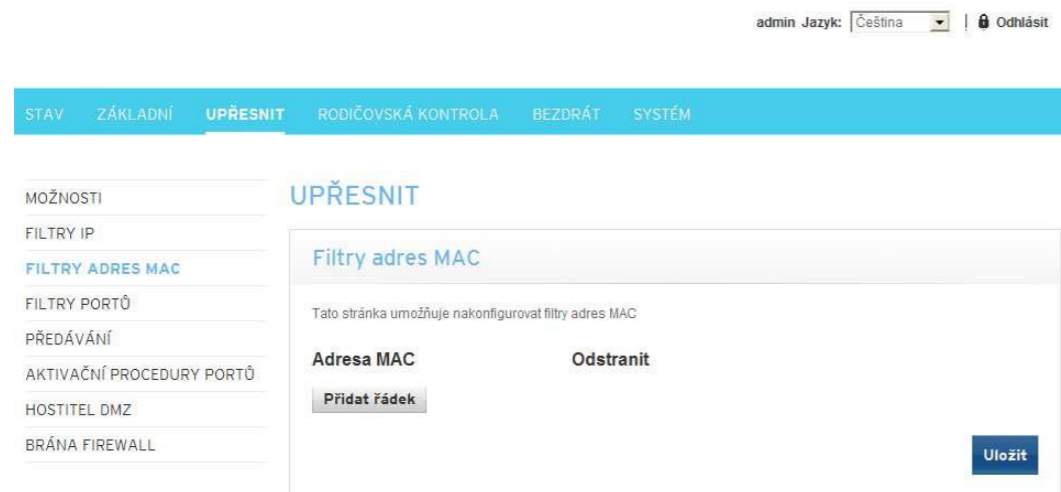 admin Jazyk: Čeština | Odhlásit
STAV ZÁKLADNÍ UPŘESNIT RODIČOVSKÁ KONTROLA BEZDRÁT SYSTÉM
MOŽNOSTI
FILTRY IP
FILTRY ADRES MAC
FILTRY PORTŮ
PŘEDÁVÁNÍ
AKTIVAČNÍ PROCEDURY PORTŮ
HOSTITEL DMZ
BRÁNA FIREWALL
UPŘESNIT
Filtry adres MAC
Tato stránka umožňuje nakonfigurovat filtry adres MAC
Adresa MAC Odstranit
Přidat řádek
Uložit